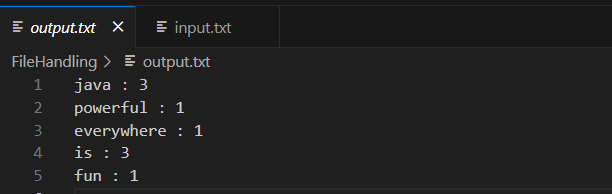 output.txt × input.txt
FileHandling > output.txt
1 java : 3
2 powerful : 1
3 everywhere : 1
4 is : 3
5 fun : 1